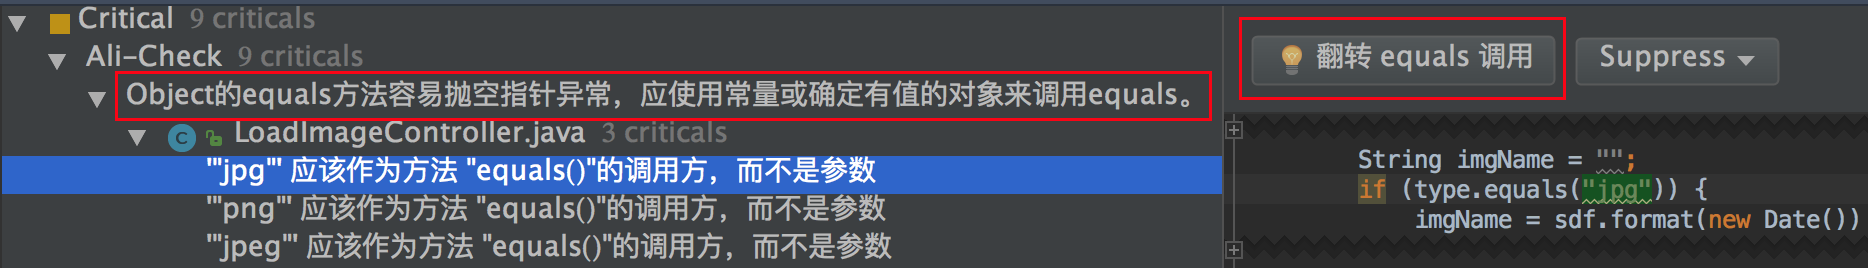 Critical 9 criticals
Ali-Check 9 criticals
Object的equals方法容易抛空指针异常，应使用常量或确定有值的对象来调用equals。
C LoadImageController.java 3 criticals
'"jpg"' 应该作为方法 "equals()"的调用方，而不是参数
'"png"' 应该作为方法 "equals()"的调用方，而不是参数
'"jpeg"' 应该作为方法 "equals()"的调用方，而不是参数
翻转 equals 调用
Suppress
String imgName = "";
if (type.equals("jpg")) {
imgName = sdf.format(new Date())